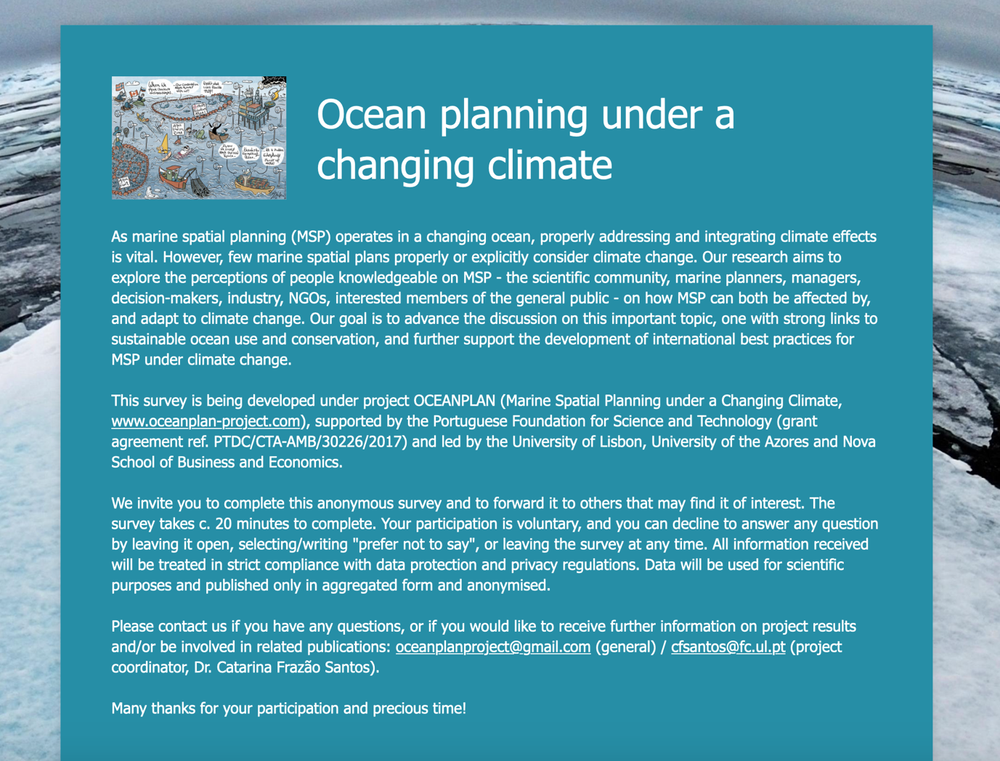 Ocean planning under a
changing climate
As marine spatial planning (MSP) operates in a changing ocean, properly addressing and integrating climate effects
is vital. However, few marine spatial plans properly or explicitly consider climate change. Our research aims to
explore the perceptions of people knowledgeable on MSP - the scientific community, marine planners, managers,
decision-makers, industry, NGOs, interested members of the general public - on how MSP can both be affected by,
and adapt to climate change. Our goal is to advance the discussion on this important topic, one with strong links to
sustainable ocean use and conservation, and further support the development of international best practices for
MSP under climate change.
This survey is being developed under project OCEANPLAN (Marine Spatial Planning under a Changing Climate,
www.oceanplan-project.com), supported by the Portuguese Foundation for Science and Technology (grant
agreement ref. PTDC/CTA-AMB/30226/2017) and led by the University of Lisbon, University of the Azores and Nova
School of Business and Economics.
We invite you to complete this anonymous survey and to forward it to others that may find it of interest. The
survey takes c. 20 minutes to complete. Your participation is voluntary, and you can decline to answer any question
by leaving it open, selecting/writing "prefer not to say", or leaving the survey at any time. All information received
will be treated in strict compliance with data protection and privacy regulations. Data will be used for scientific
purposes and published only in aggregated form and anonymised.
Please contact us if you have any questions, or if you would like to receive further information on project results
and/or be involved in related publications: oceanplanproject@gmail.com (general) / cfsantos@fc.ul.pt (project
coordinator, Dr. Catarina Frazão Santos).
Many thanks for your participation and precious time!